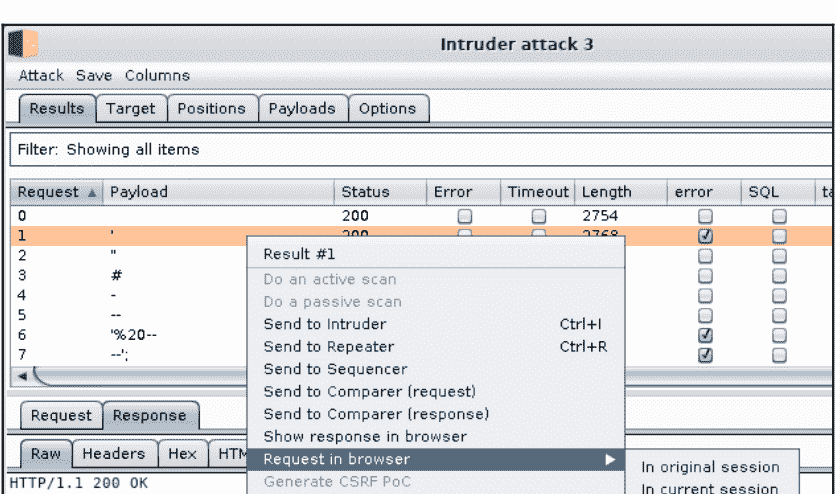 Intruder attack 3
Attack Save Columns
Results Target Positions Payloads Options
Filter: Showing all items
Request Payload Status Error Timeout Length error SQL
0 200 2754
1 ' 200 2768
2 "
3 #
4 -
5 --
6 '%20--
7 --';
Result #1
Do an active scan
Do a passive scan
Send to Intruder Ctrl+I
Send to Repeater Ctrl+R
Send to Sequencer
Send to Comparer (request)
Send to Comparer (response)
Show response in browser
Request in browser
Generate CSRF PoC
In original session
In current session
Request Response
Raw Headers Hex HTM
HTTP/1.1 200 OK